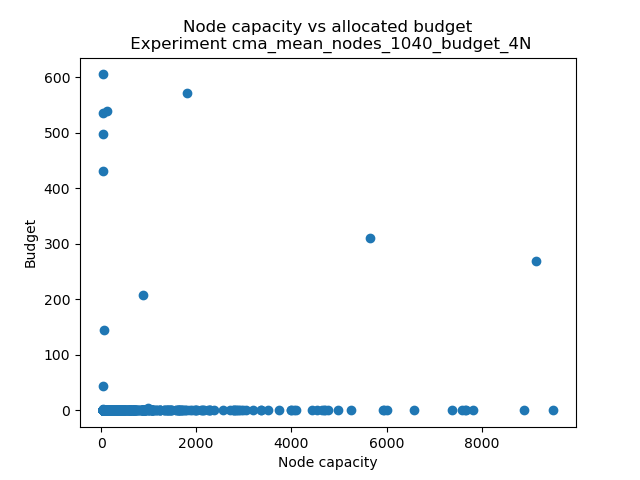 Node capacity vs allocated budget
Experiment cma_mean_nodes_1040_budget_4N
600
500
400
300
200
100
0
Budget
0 2000 4000 6000 8000
Node capacity